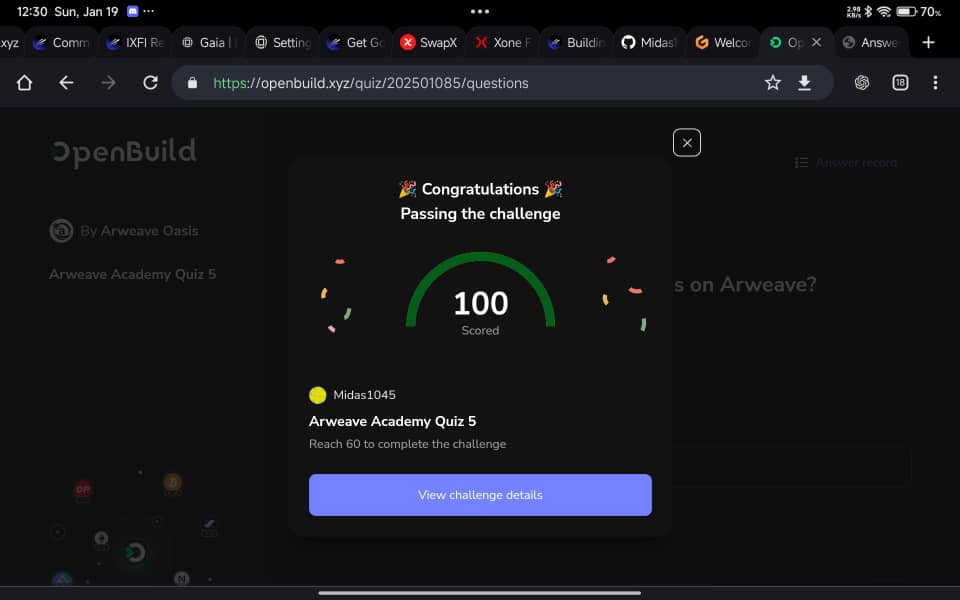 12:30 Sun, Jan 19
2.98
KB/s
70%
.xyz
Comm
IXFI Re
Gaia |
Setting
Get Go
SwapX
Xone F
Buildin
Midas1
Welcor
Op
Answe
https://openbuild.xyz/quiz/202501085/questions
18
OpenBuild
Answer record
By Arweave Oasis
Arweave Academy Quiz 5
s on Arweave?
🎉 Congratulations 🎉
Passing the challenge
100
Scored
Midas1045
Arweave Academy Quiz 5
Reach 60 to complete the challenge
View challenge details
OP